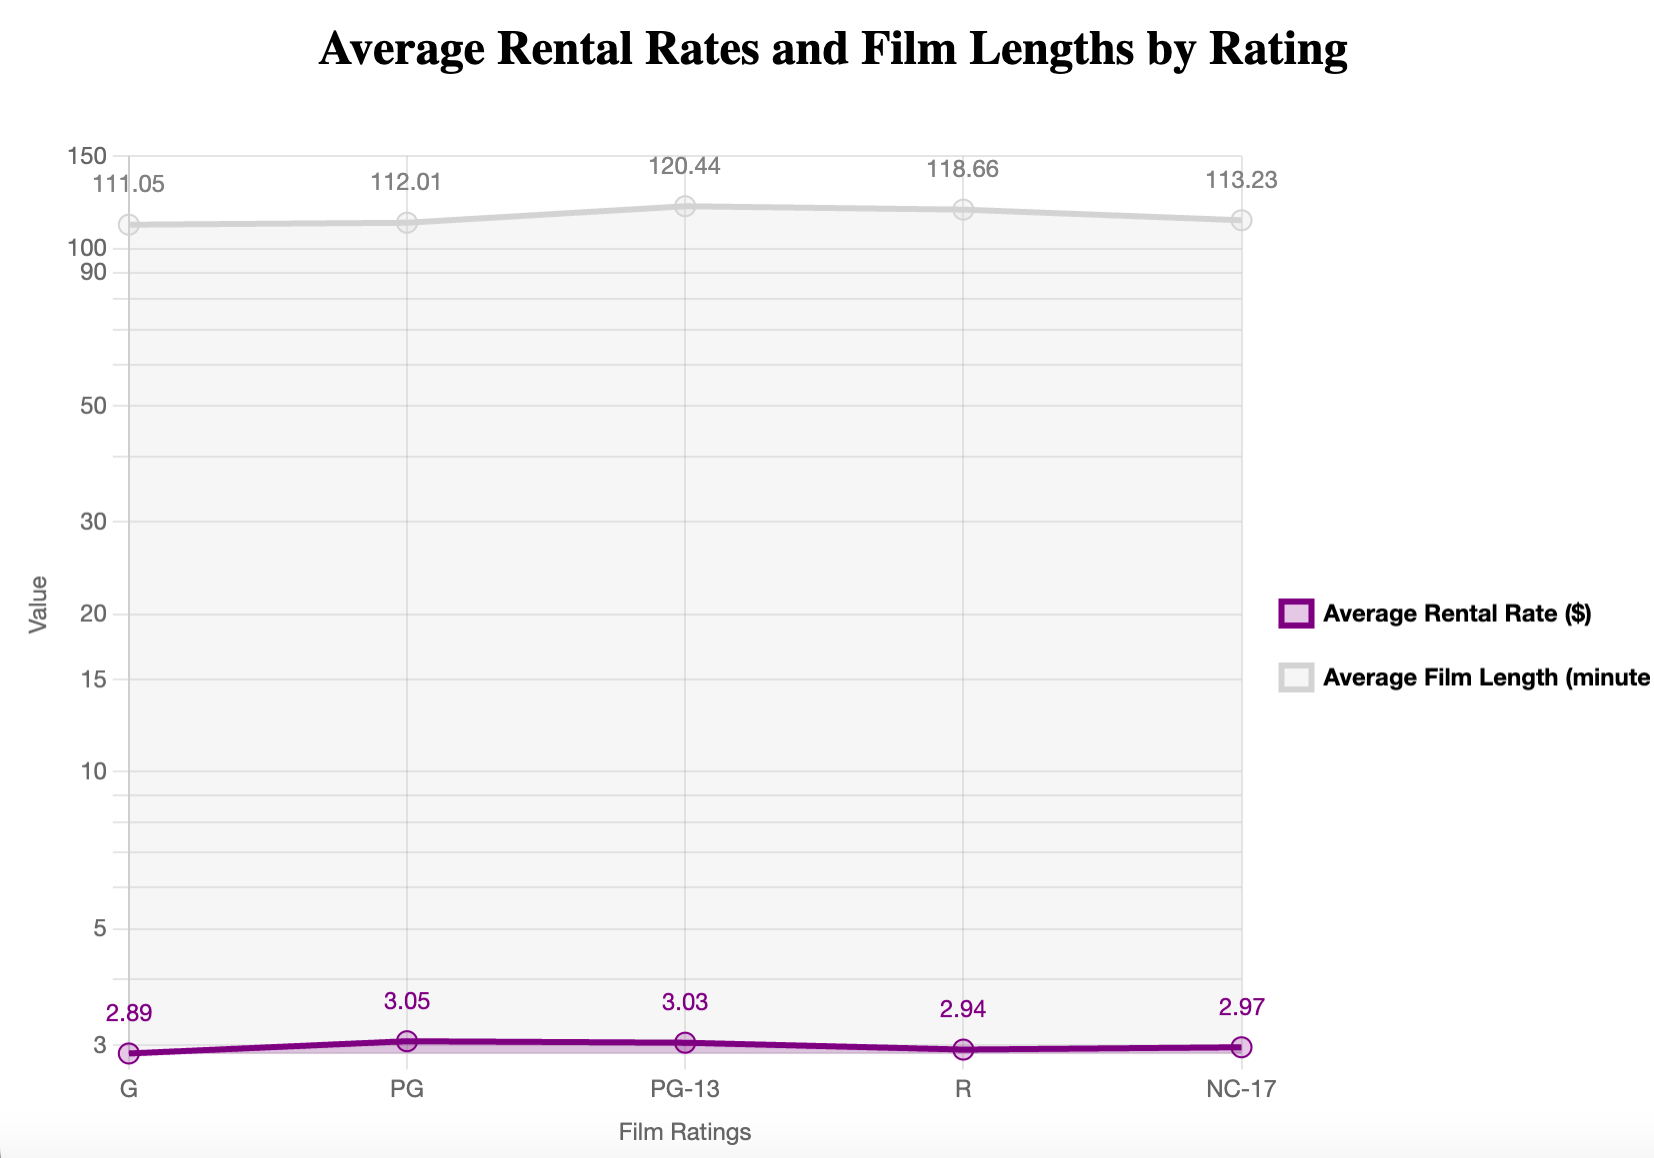 Average Rental Rates and Film Lengths by Rating
150
111.05
112.01
120.44
118.66
113.23
100
90
50
30
20
15
10
5
3
Value
2.89
3.05
3.03
2.94
2.97
G
PG
PG-13
R
NC-17
Film Ratings
Average Rental Rate ($)
Average Film Length (minute